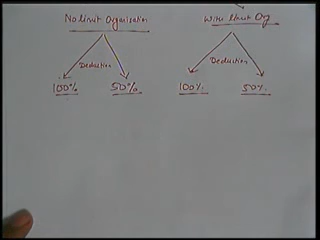 No limit Organization
With limit Org
Deduction
Deduction
100%
50%
100%
50%